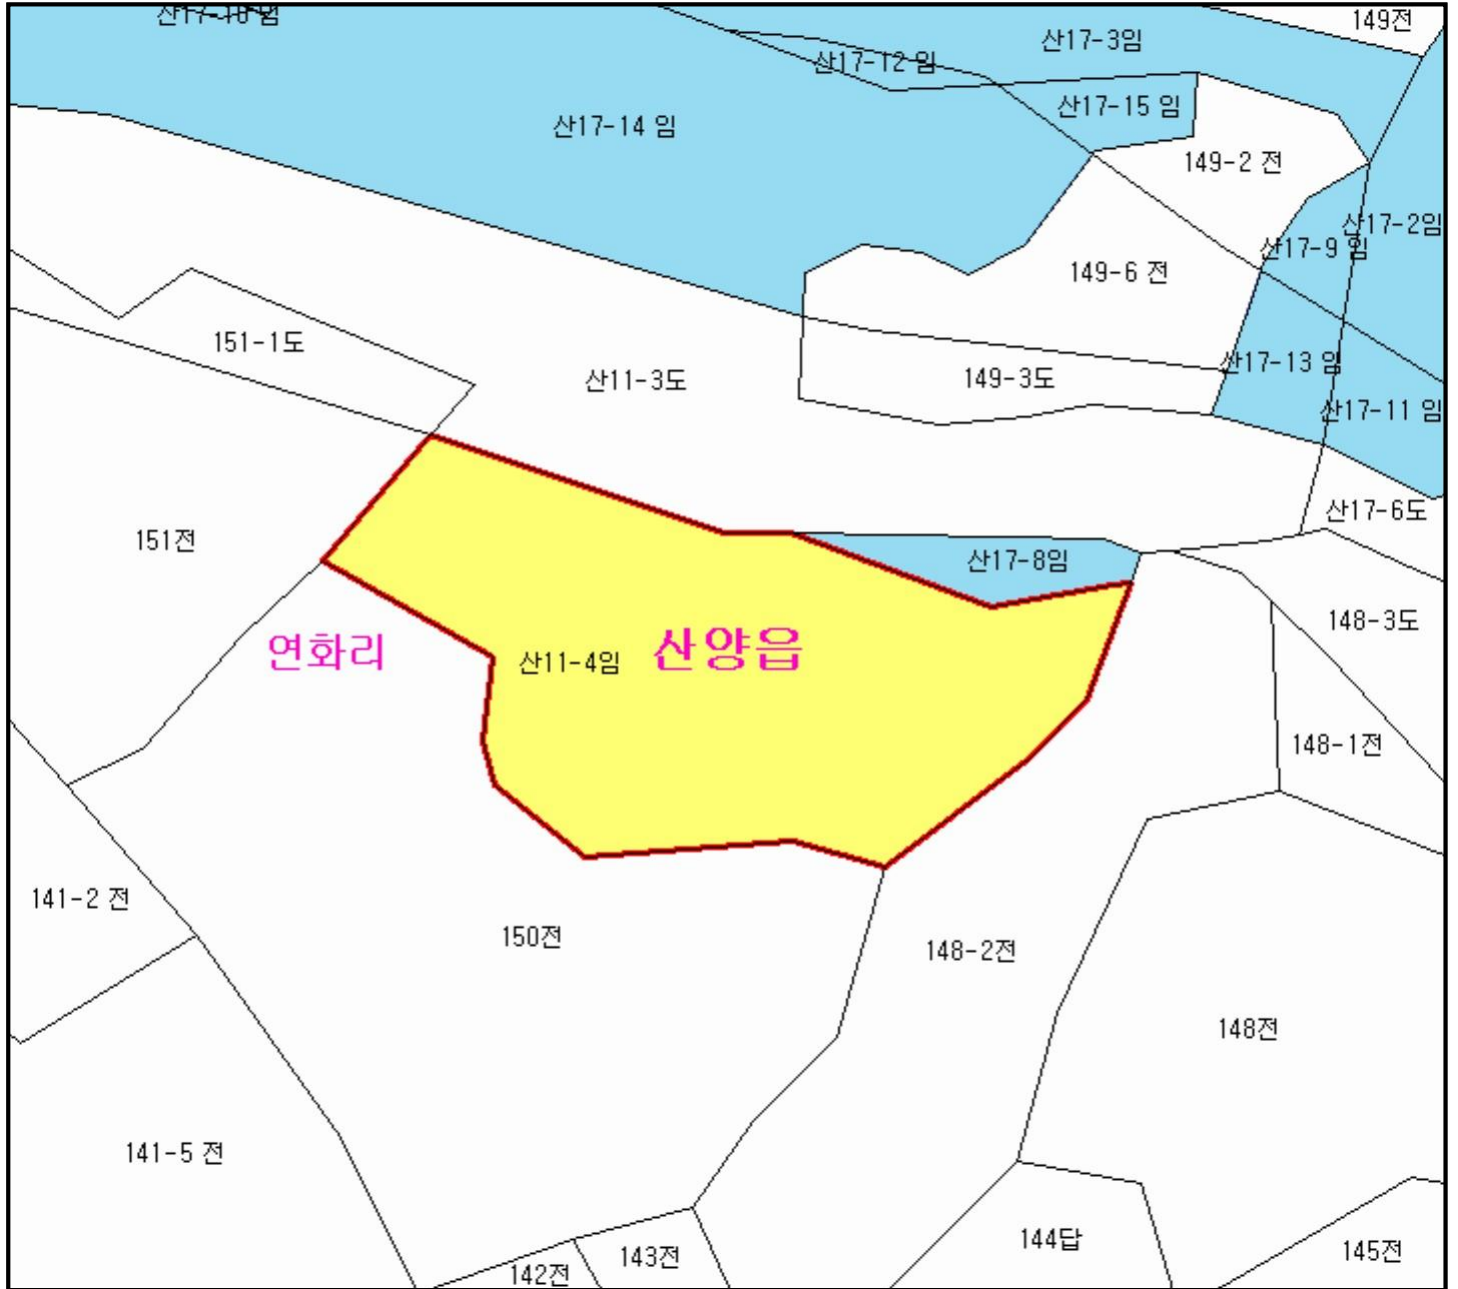 산17-10 임
149전
산17-3임
산17-12 임
산17-15 임
산17-14 임
149-2 전
산17-2임
산17-9 임
149-6 전
151-1도
산17-13 임
산11-3도
149-3도
산17-11 임
산17-6도
151전
산17-8임
148-3도
연화리
산11-4임
산양읍
148-1전
141-2 전
150전
148-2전
148전
141-5 전
144답
145전
143전
142전